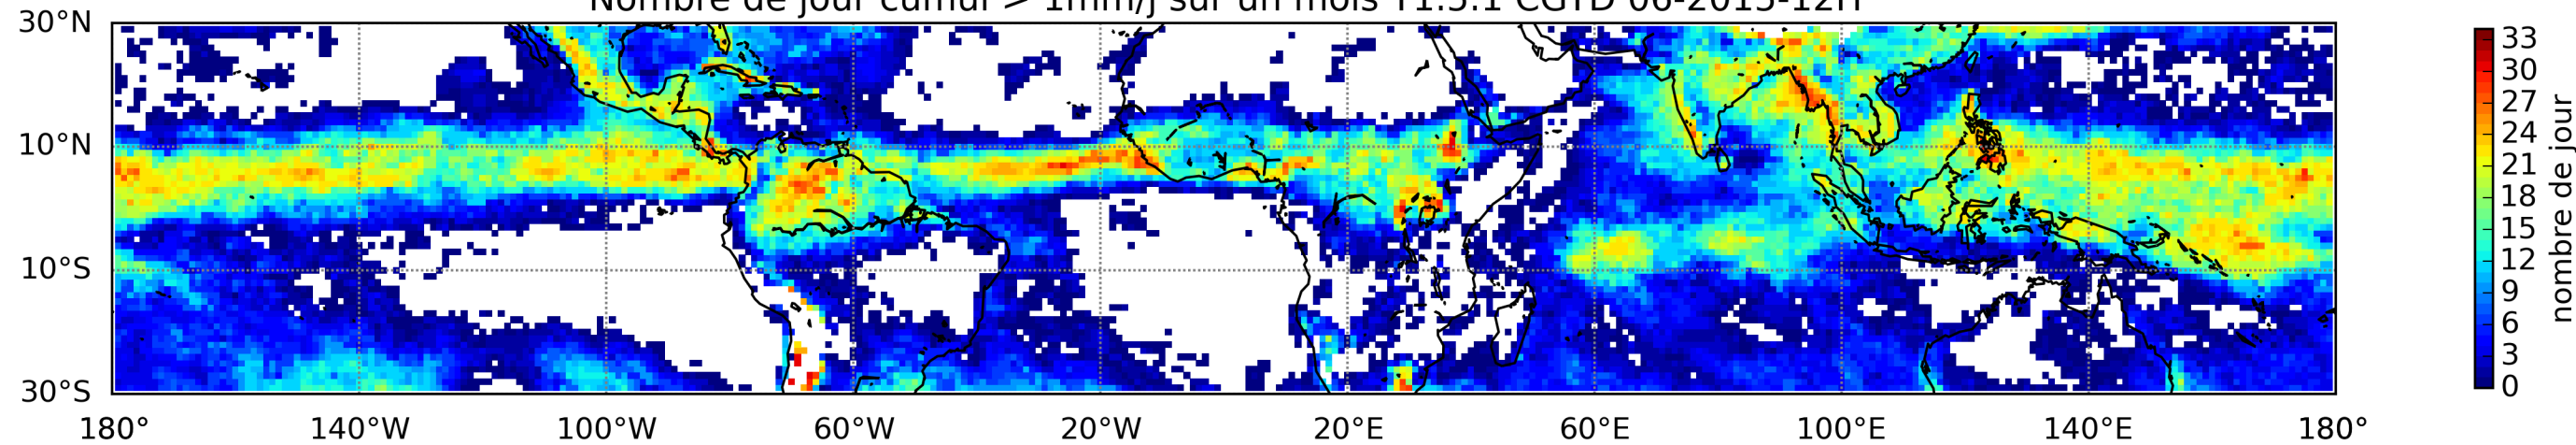 Nombre de jour cumul > 1mm/j sur un mois T1.5.1 CGTD 06-2015-12H
30°N
10°N
10°S
30°S
180° 140°W 100°W 60°W 20°W 20°E 60°E 100°E 140°E 180°
33
30
27
24
21
18
15
12
9
6
3
0
nombre de jour